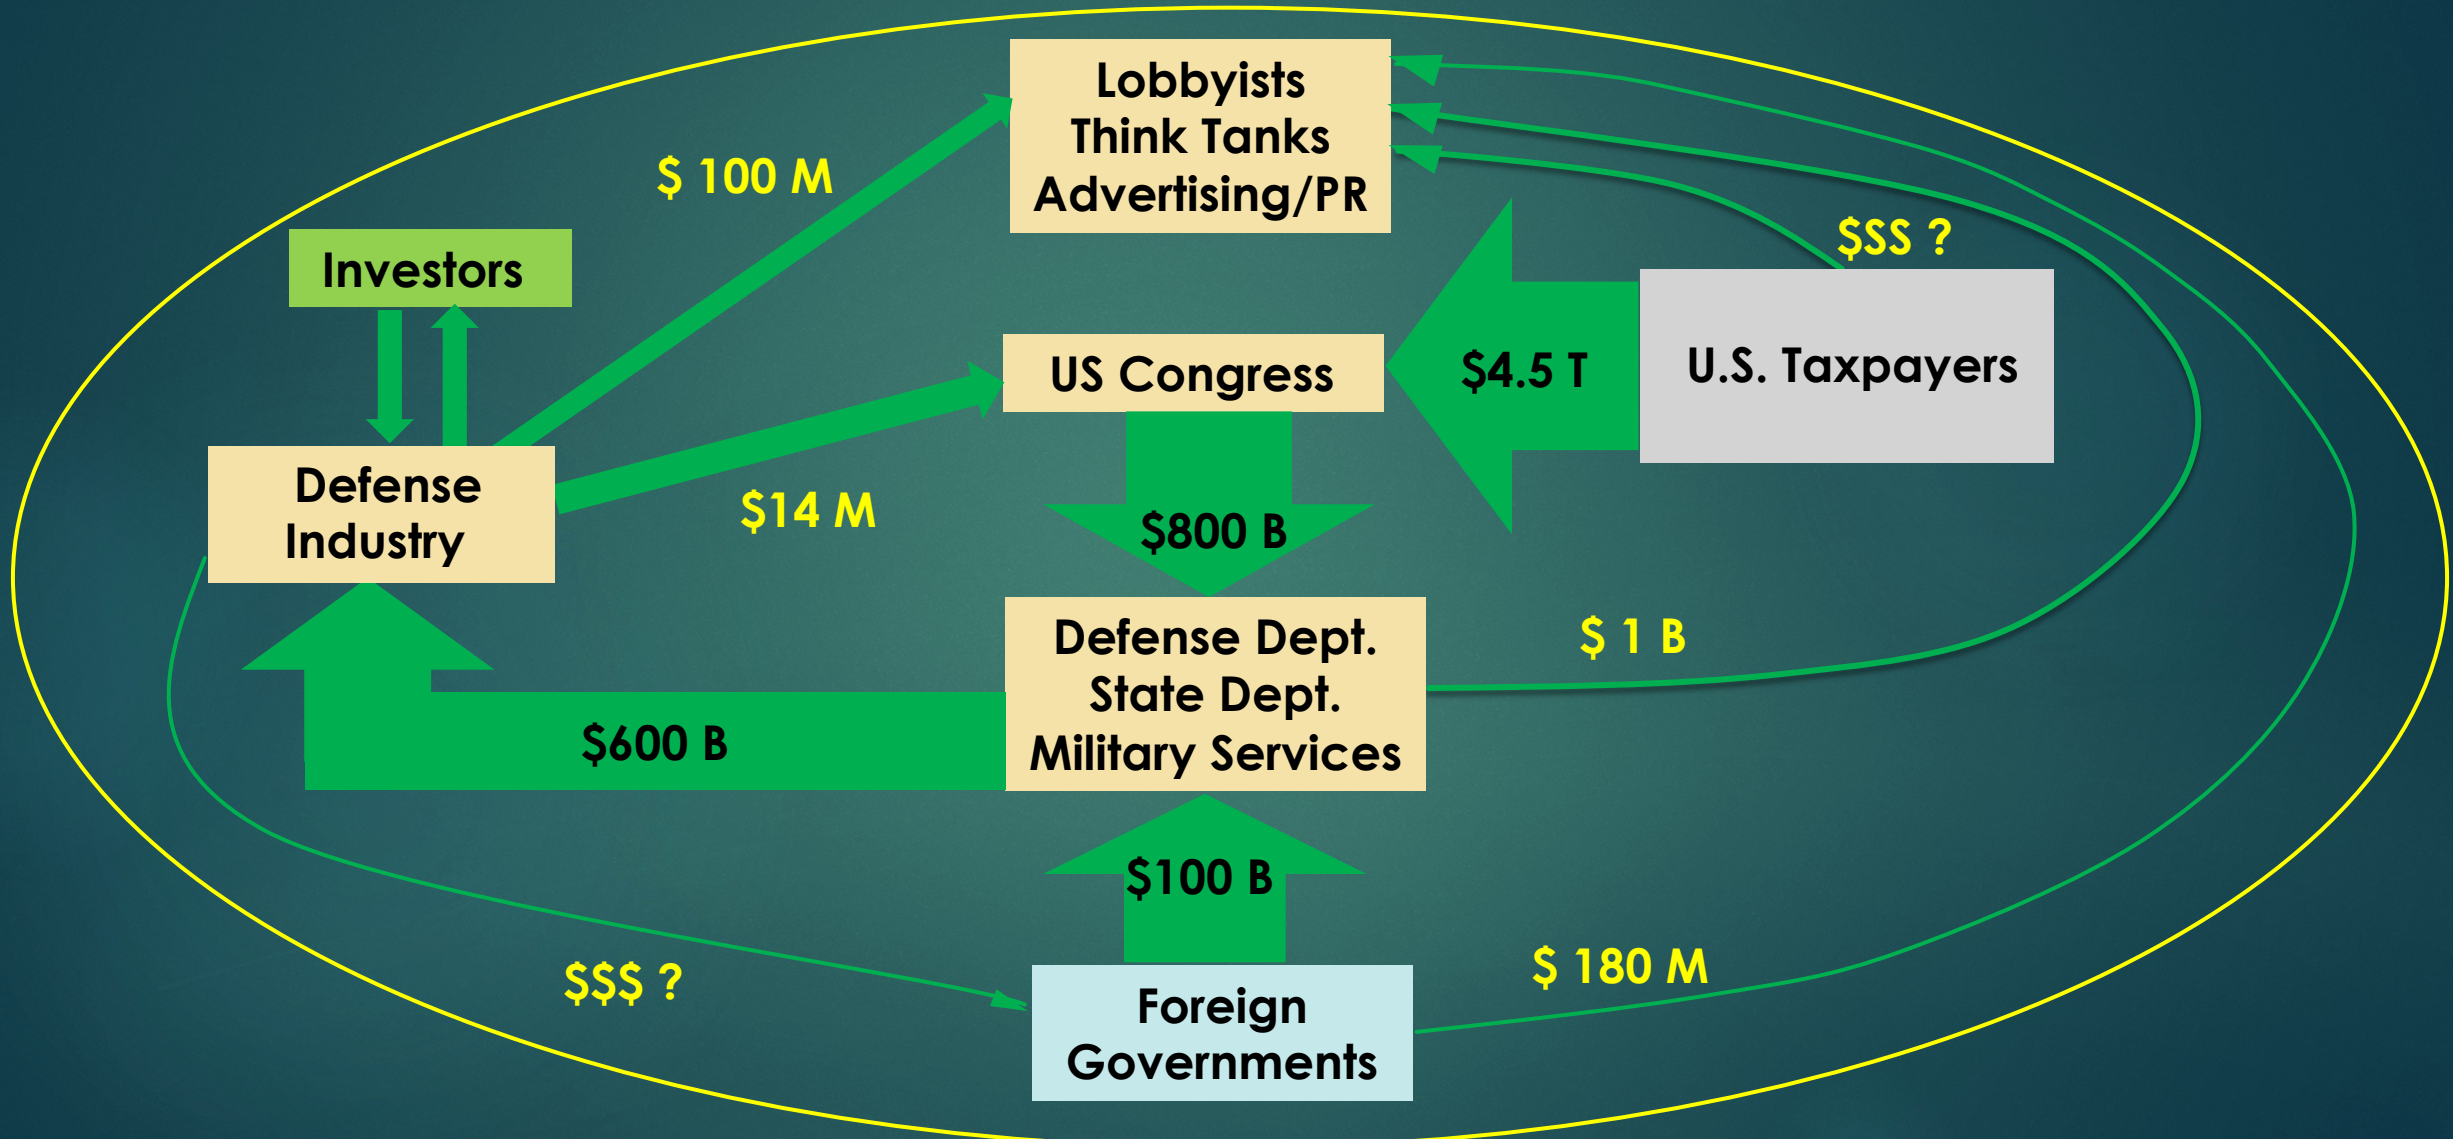 Lobbyists
Think Tanks
Advertising/PR
$ 100 M
$SS ?
Investors
US Congress
$4.5 T
U.S. Taxpayers
Defense
Industry
$14 M
$800 B
Defense Dept.
State Dept.
Military Services
$ 1 B
$600 B
$100 B
$$$ ?
$ 180 M
Foreign
Governments